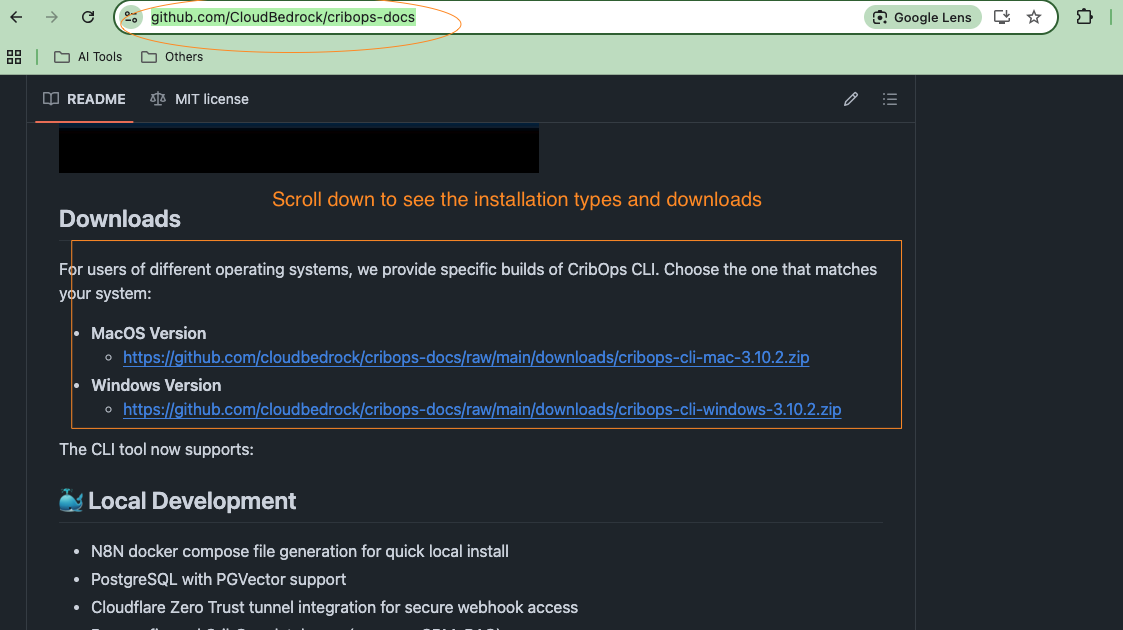 github.com/CloudBedrock/cribops-docs
Google Lens
AI Tools
Others
README
MIT license
Scroll down to see the installation types and downloads
Downloads
For users of different operating systems, we provide specific builds of CribOps CLI. Choose the one that matches
your system:
MacOS Version
https://github.com/cloudbedrock/cribops-docs/raw/main/downloads/cribops-cli-mac-3.10.2.zip
Windows Version
https://github.com/cloudbedrock/cribops-docs/raw/main/downloads/cribops-cli-windows-3.10.2.zip
The CLI tool now supports:
🐳 Local Development
N8N docker compose file generation for quick local install
PostgreSQL with PGVector support
Cloudflare Zero Trust tunnel integration for secure webhook access